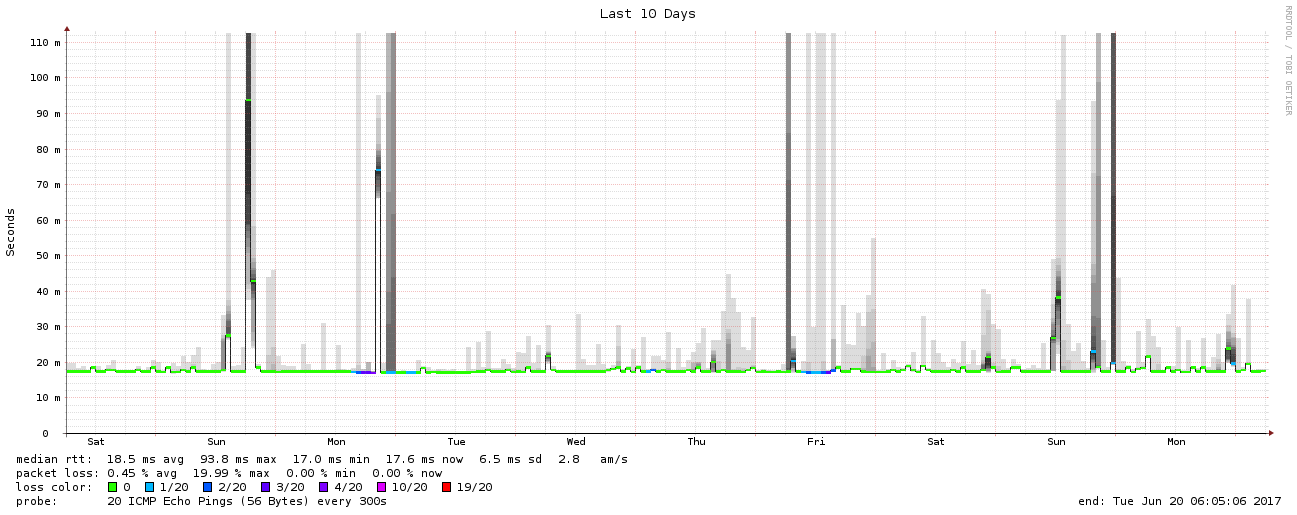 Last 10 Days
RRDTOOL / TOBI OETIKER
Seconds
110 m
100 m
90 m
80 m
70 m
60 m
50 m
40 m
30 m
20 m
10 m
0
Sat Sun Mon Tue Wed Thu Fri Sat Sun Mon
median rtt: 18.5 ms avg 93.8 ms max 17.0 ms min 17.6 ms now 6.5 ms sd 2.8 am/s
packet loss: 0.45 % avg 19.99 % max 0.00 % min 0.00 % now
loss color: 0 1/20 2/20 3/20 4/20 10/20 19/20
probe: 20 ICMP Echo Pings (56 Bytes) every 300s end: Tue Jun 20 06:05:06 2017